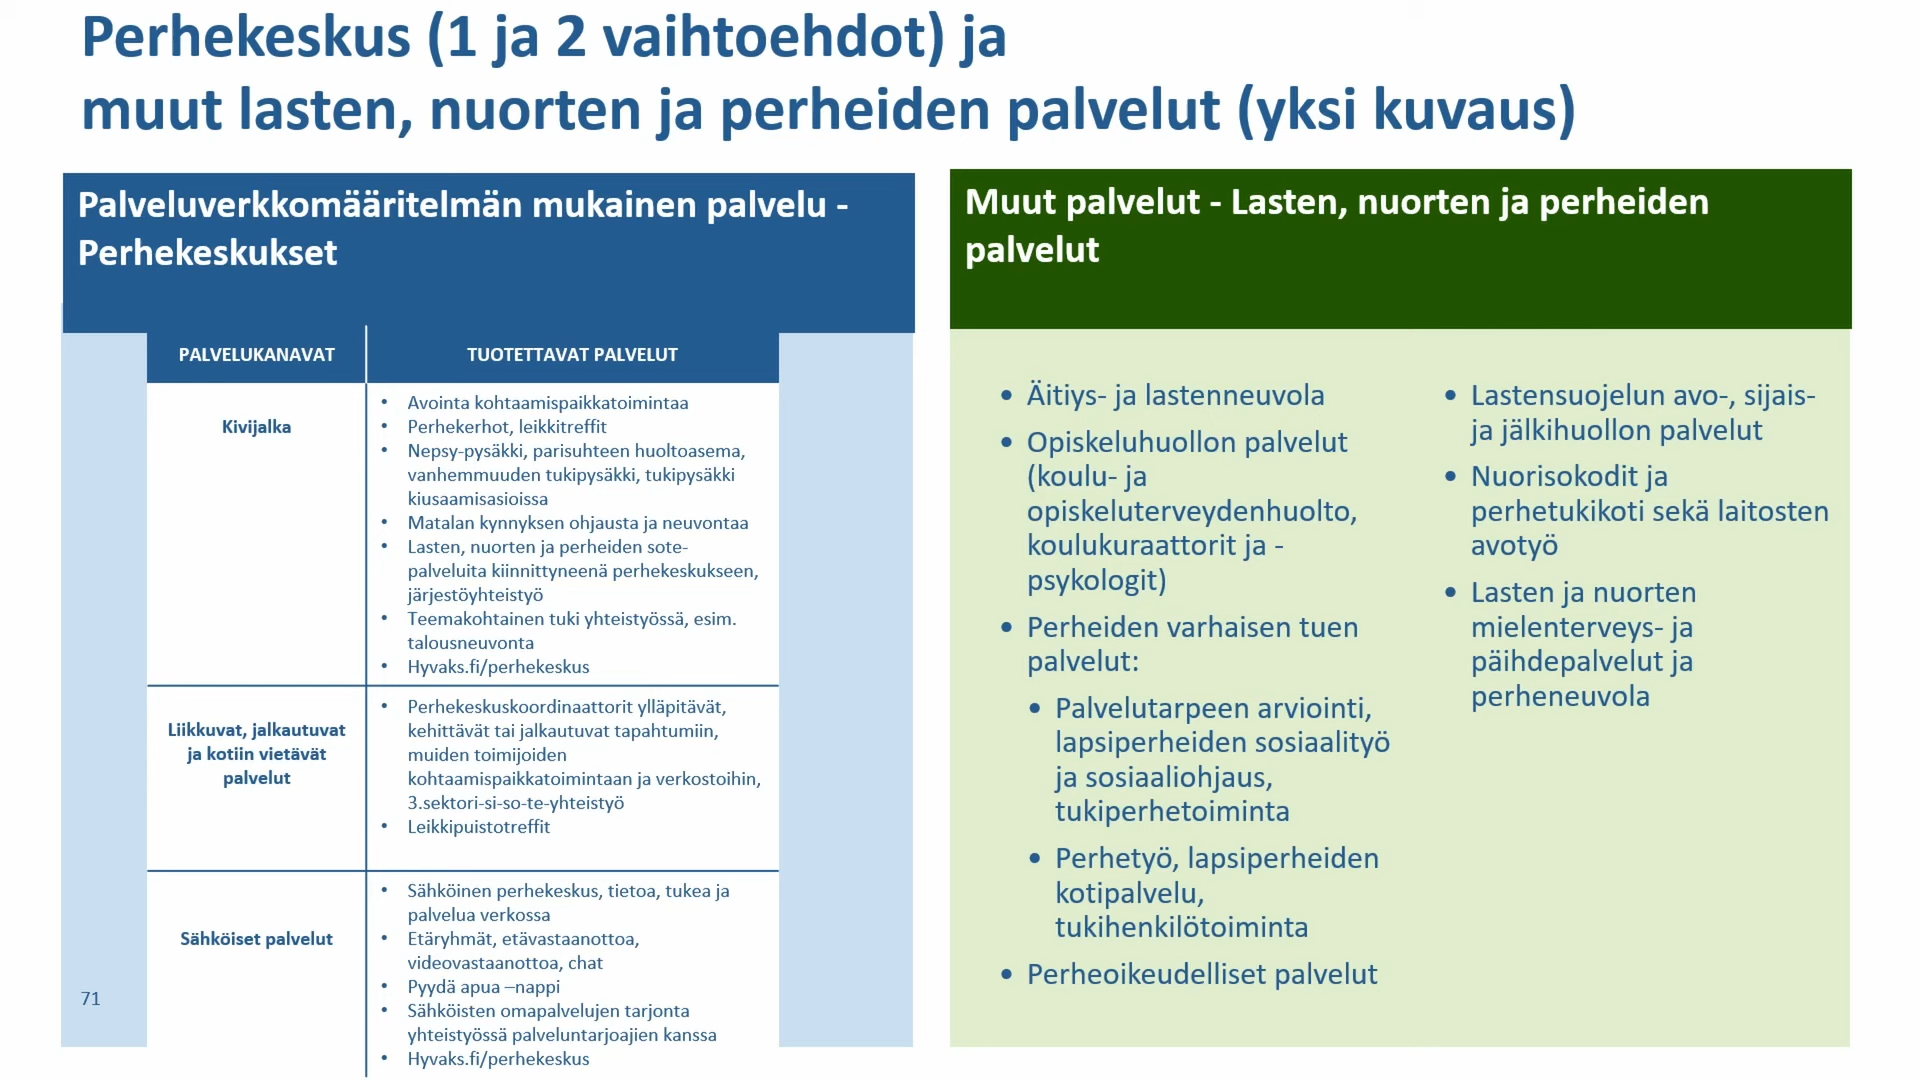 Perhekeskus (1 ja 2 vaihtoehdot) ja
muut lasten, nuorten ja perheiden palvelut (yksi kuvaus)
Palveluverkkomääritelmän mukainen palvelu -
Perhekeskukset
PALVELUKANAVAT
TUOTETTAVAT PALVELUT
Kivijalka
• Avointa kohtaamispaikkatoimintaa
• Perhekerhot, leikkitreffit
• Nepsy-pysäkki, parisuhteen huoltoasema,
vanhemmuuden tukipysäkki, tukipysäkki
kiusaamisasioissa
• Matalan kynnyksen ohjausta ja neuvontaa
• Lasten, nuorten ja perheiden sote-
palveluita kiinnittyneenä perhekeskukseen,
järjestöyhteistyö
• Teemakohtainen tuki yhteistyössä, esim.
talousneuvonta
• Hyvaks.fi/perhekeskus
Liikkuvat, jalkautuvat
ja kotiin vietävät
palvelut
• Perhekeskuskoordinaattorit ylläpitävät,
kehittävät tai jalkautuvat tapahtumiin,
muiden toimijoiden
kohtaamispaikkatoimintaan ja verkostoihin,
3.sektori-si-so-te-yhteistyö
• Leikkipuistotreffit
Sähköiset palvelut
• Sähköinen perhekeskus, tietoa, tukea ja
palvelua verkossa
• Etäryhmät, etävastaanottoa,
videovastaanottoa, chat
• Pyydä apua –nappi
• Sähköisten omapalvelujen tarjonta
yhteistyössä palveluntarjoajien kanssa
• Hyvaks.fi/perhekeskus
71
Muut palvelut - Lasten, nuorten ja perheiden
palvelut
• Äitiys- ja lastenneuvola
• Opiskeluhuollon palvelut
(koulu- ja
opiskeluterveydenhuolto,
koulukuraattorit ja -
psykologit)
• Perheiden varhaisen tuen
palvelut:
• Palvelutarpeen arviointi,
lapsiperheiden sosiaalityö
ja sosiaaliohjaus,
tukiperhetoiminta
• Perhetyö, lapsiperheiden
kotipalvelu,
tukihenkilötoiminta
• Perheoikeudelliset palvelut
• Lastensuojelun avo-, sijais-
ja jälkihuollon palvelut
• Nuorisokodit ja
perhetukikoti sekä laitosten
avotyö
• Lasten ja nuorten
mielenterveys- ja
päihdepalvelut ja
perheneuvola